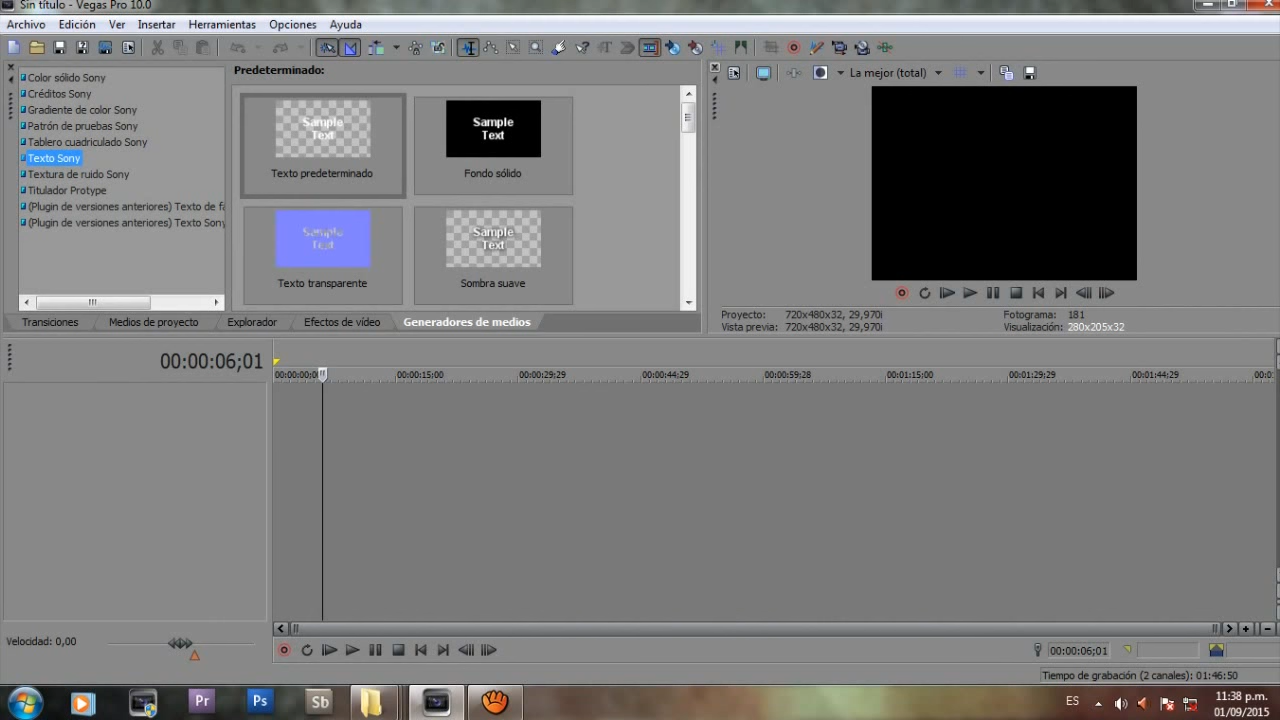 Sin título - Vegas Pro 10.0
Archivo Edición Ver Insertar Herramientas Opciones Ayuda
Color sólido Sony
Créditos Sony
Gradiente de color Sony
Patrón de pruebas Sony
Tablero cuadriculado Sony
Texto Sony
Textura de ruido Sony
Titulador Protype
(Plugin de versiones anteriores) Texto de fa
(Plugin de versiones anteriores) Texto Sony
Predeterminado:
Sample Text
Texto predeterminado
Sample Text
Fondo sólido
Sample Text
Texto transparente
Sample Text
Sombra suave
La mejor (total)
Transiciones Medios de proyecto Explorador Efectos de vídeo Generadores de medios
Proyecto: 720x480x32, 29,970i Fotograma: 181
Vista previa: 720x480x32, 29,970i Visualización: 280x205x32
00:00:06;01
00:00:15;00 00:00:29;29 00:00:44;29 00:00:59;28 00:01:15;00 00:01:29;29 00:01:44;29
Velocidad: 0,00
00:00:06;01
Tiempo de grabación (2 canales): 01:46:50
Pr Ps Sb
ES
11:38 p.m.
01/09/2015